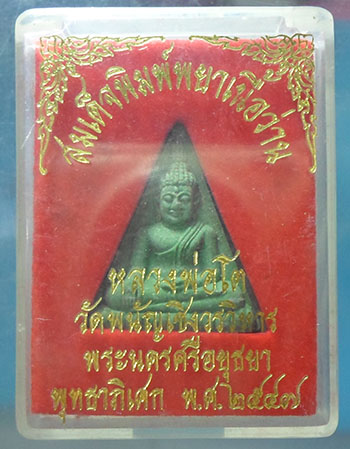 สมเด็จพิมพ์พยาเนื้อว่าน
หลวงพ่อโต
วัดพนัญเชิงวรวิหาร
พระนครศรีอยุธยา
พุทธาภิเศก พ.ศ.๒๕๔๗